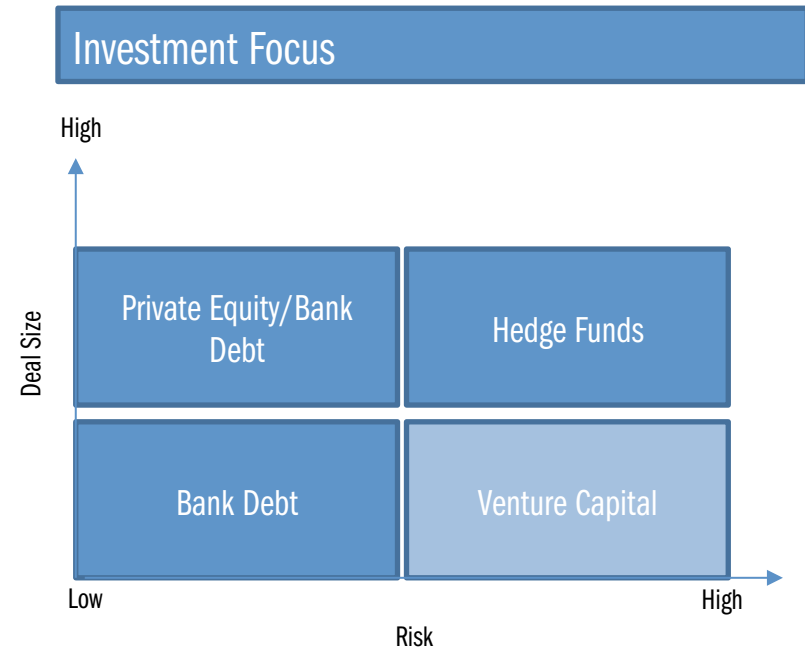 Investment Focus
High
Deal Size
Private Equity/Bank
Debt
Hedge Funds
Bank Debt
Venture Capital
Low
High
Risk